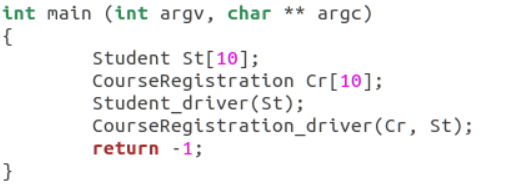 int main (int argv, char ** argc)
{
        Student St[10];
        CourseRegistration Cr[10];
        Student_driver(St);
        CourseRegistration_driver(Cr, St);
        return -1;
}